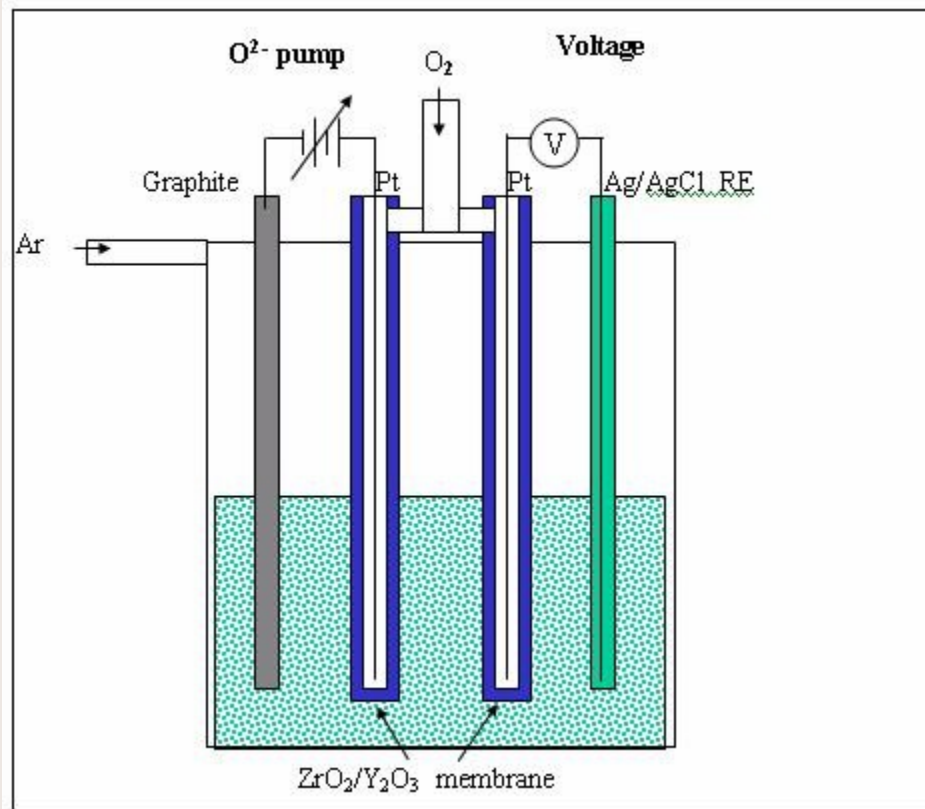 O²⁻ pump
O₂
Voltage
V
Graphite
Pt
Pt
Ag/AgCl RE
Ar
ZrO₂/Y₂O₃ membrane